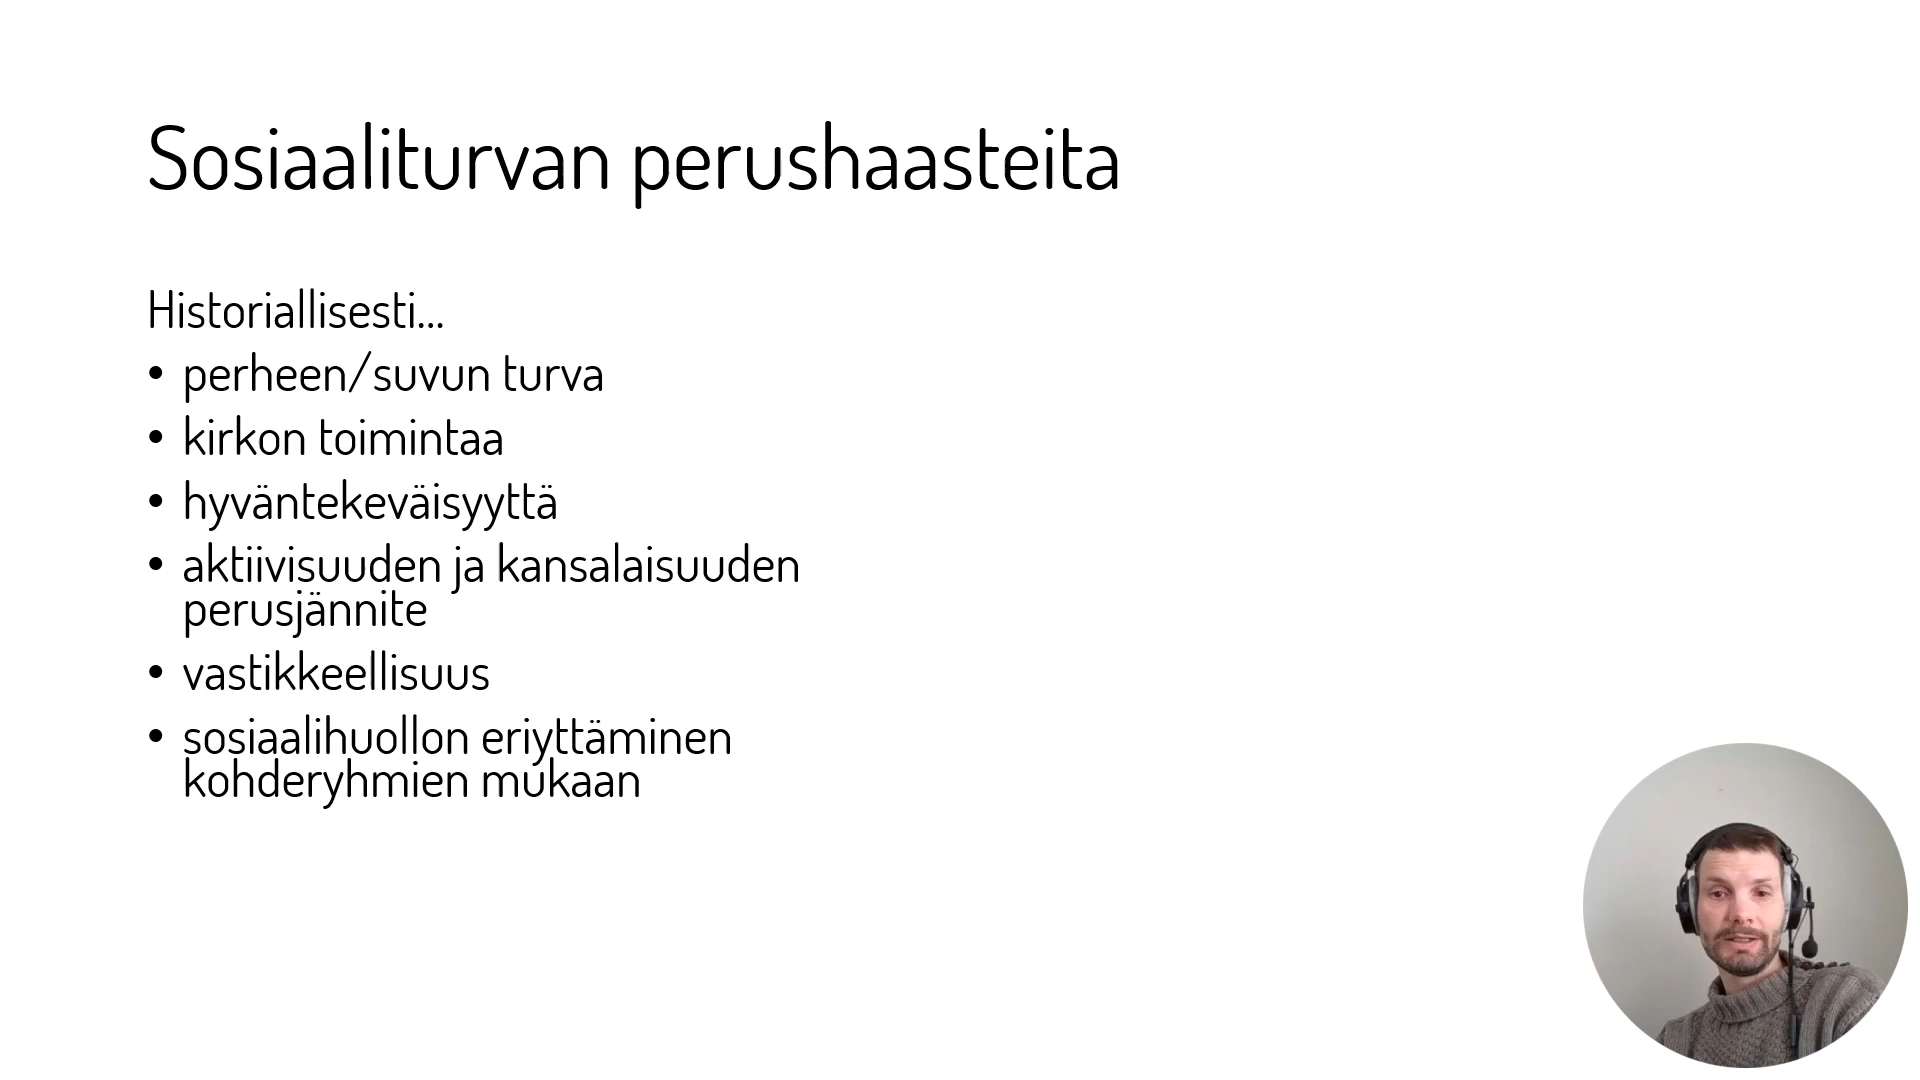 Sosiaaliturvan perushaasteita
Historiallisesti...
• perheen/suvun turva
• kirkon toimintaa
• hyväntekeväisyyttä
• aktiivisuuden ja kansalaisuuden
perusjännite
• vastikkeellisuus
• sosiaalihuollon eriyttäminen
kohderyhmien mukaan